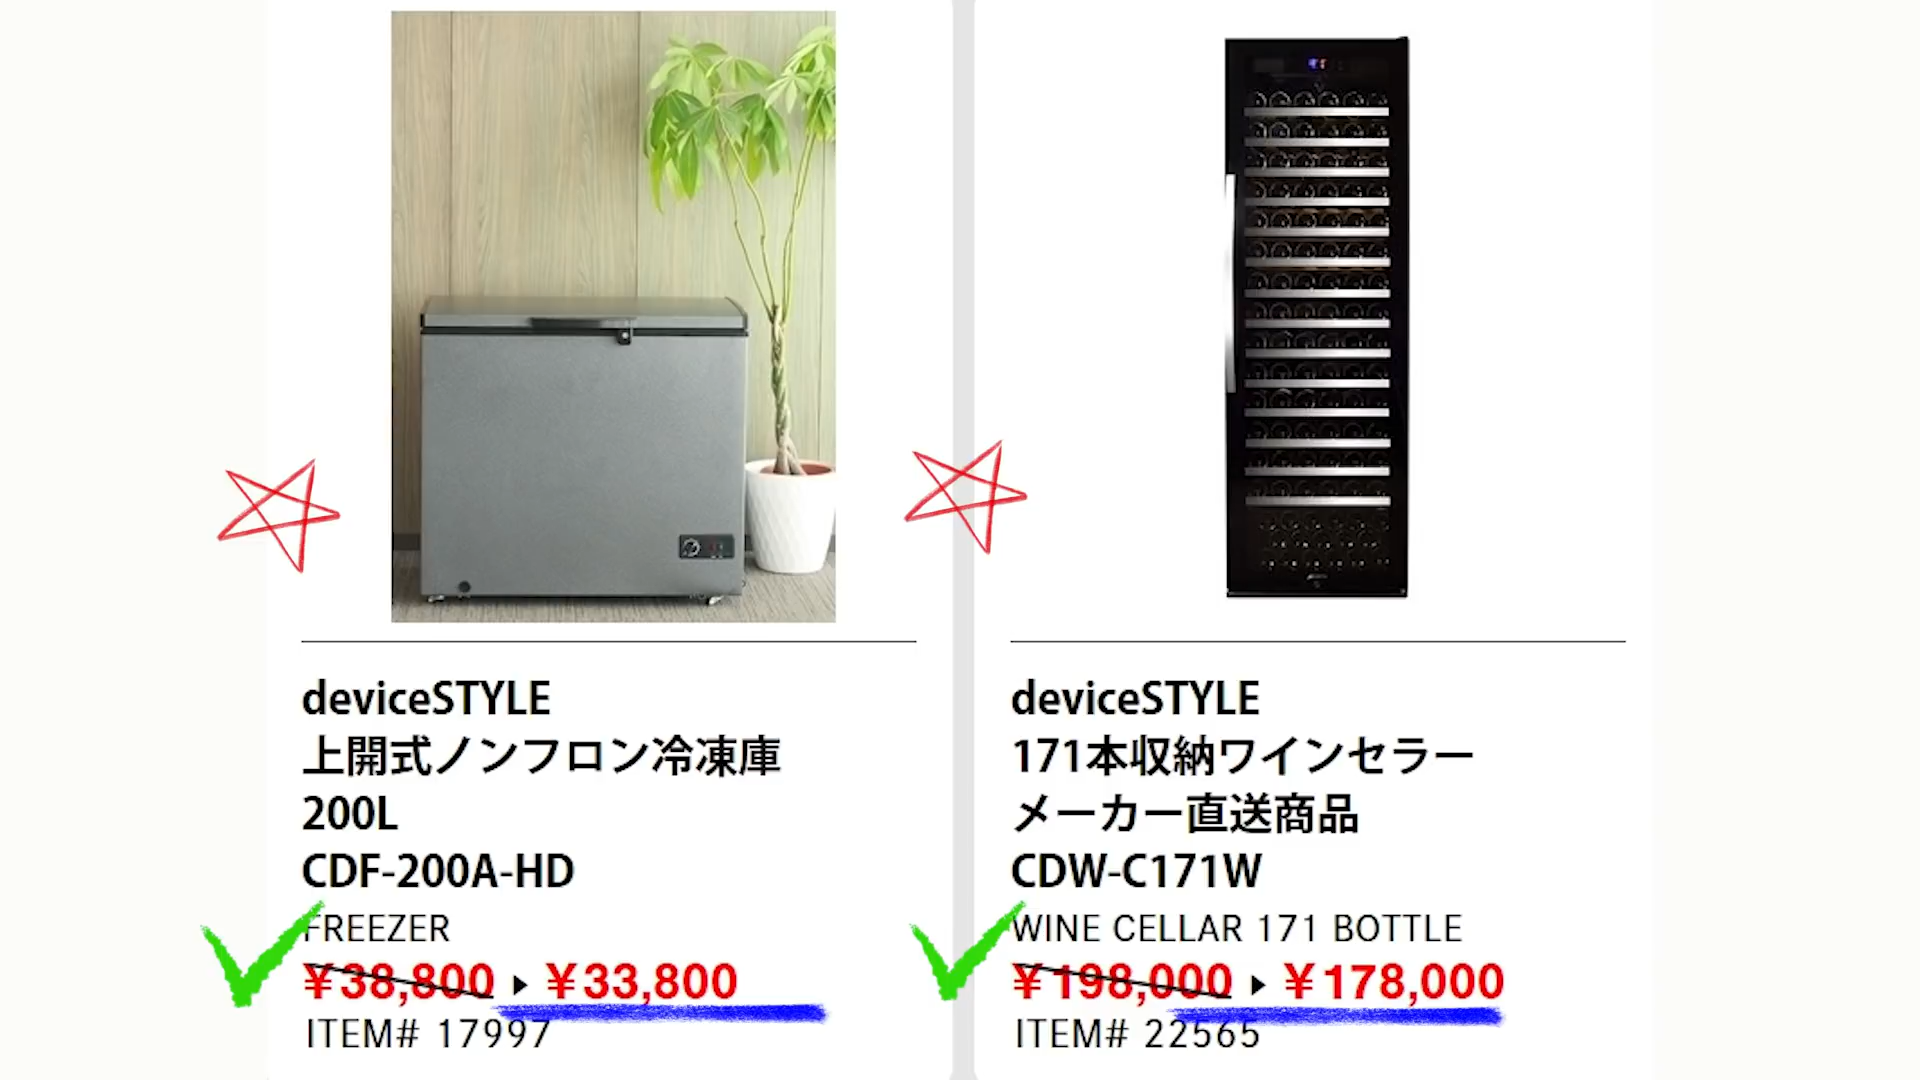 deviceSTYLE
上開式ノンフロン冷凍庫
200L
CDF-200A-HD
FREEZER
￥38,800 ▶ ￥33,800
ITEM# 17997
deviceSTYLE
171本収納ワインセラー
メーカー直送商品
CDW-C171W
WINE CELLAR 171 BOTTLE
￥198,000 ▶ ￥178,000
ITEM# 22565